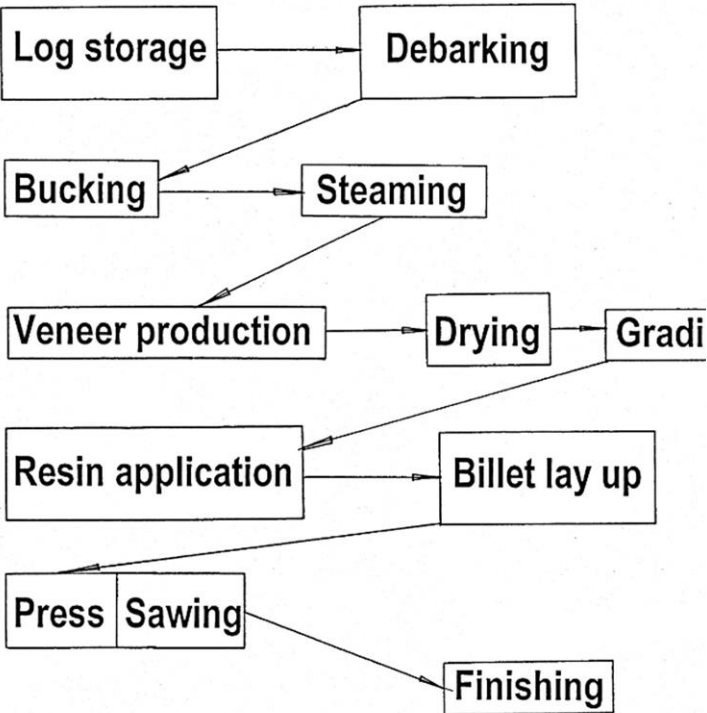 Log storage
Debarking
Bucking
Steaming
Veneer production
Drying
Gradi
Resin application
Billet lay up
Press
Sawing
Finishing